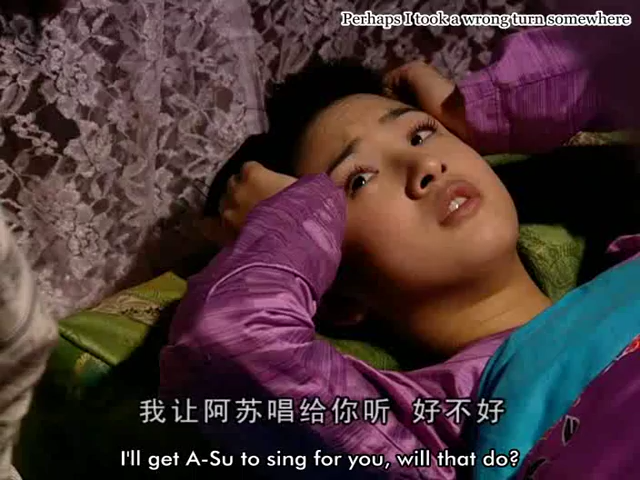 Perhaps I took a wrong turn somewhere
我让阿苏唱给你听 好不好
I'll get A-Su to sing for you, will that do?